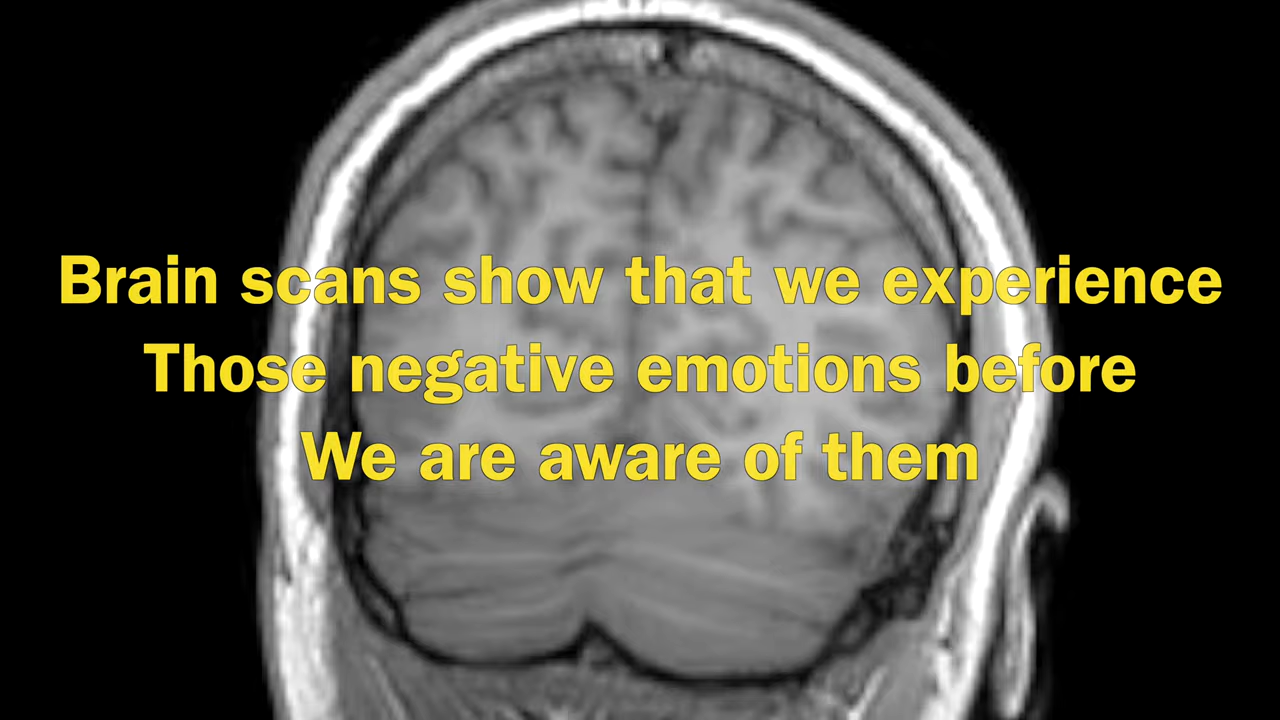 Brain scans show that we experience
Those negative emotions before
We are aware of them